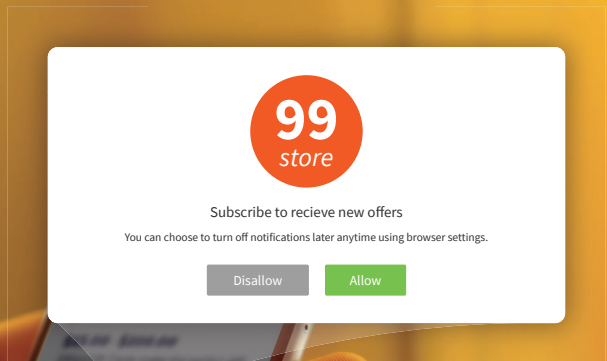 99
store
Subscribe to recieve new offers
You can choose to turn off notifications later anytime using browser settings.
Disallow
Allow